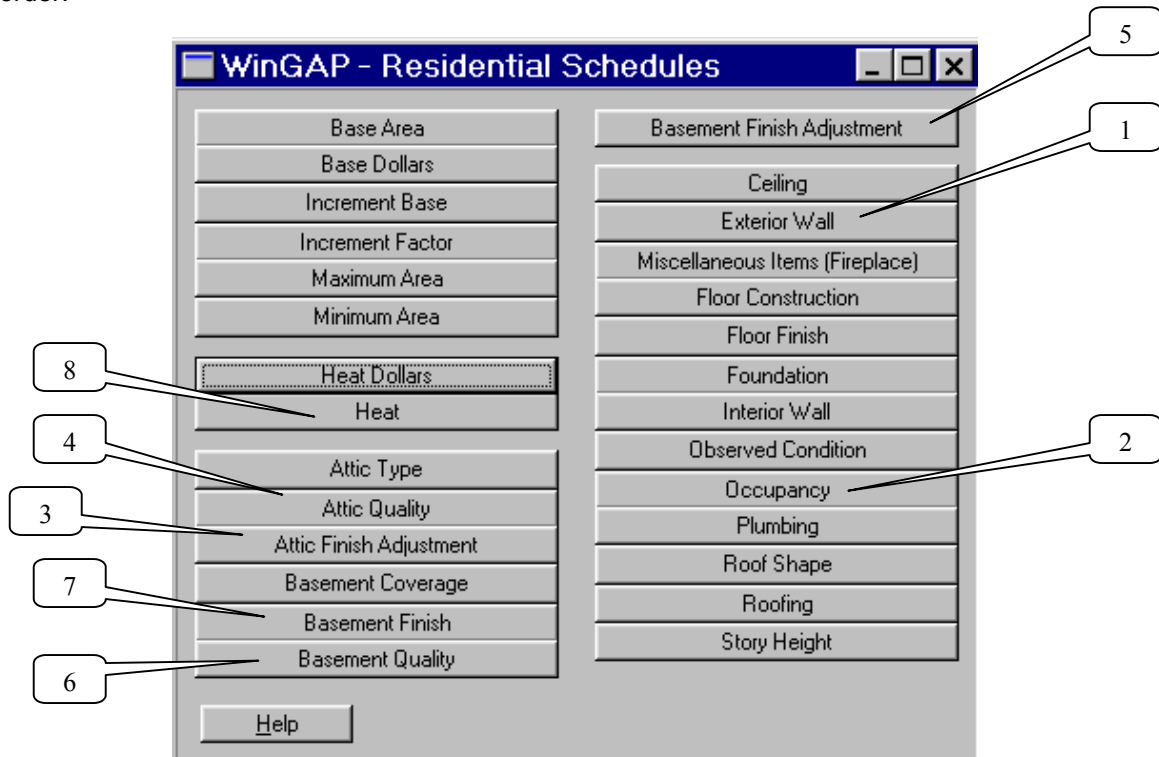 5
WinGAP - Residential Schedules
1
Base Area
Base Dollars
Increment Base
Increment Factor
Maximum Area
Minimum Area
8
Heat Dollars
Heat
4
3
Attic Type
Attic Quality
Attic Finish Adjustment
7
Basement Coverage
Basement Finish
6
Basement Quality
Help
Basement Finish Adjustment
Ceiling
Exterior Wall
Miscellaneous Items (Fireplace)
Floor Construction
Floor Finish
Foundation
Interior Wall
Observed Condition
2
Occupancy
Plumbing
Roof Shape
Roofing
Story Height